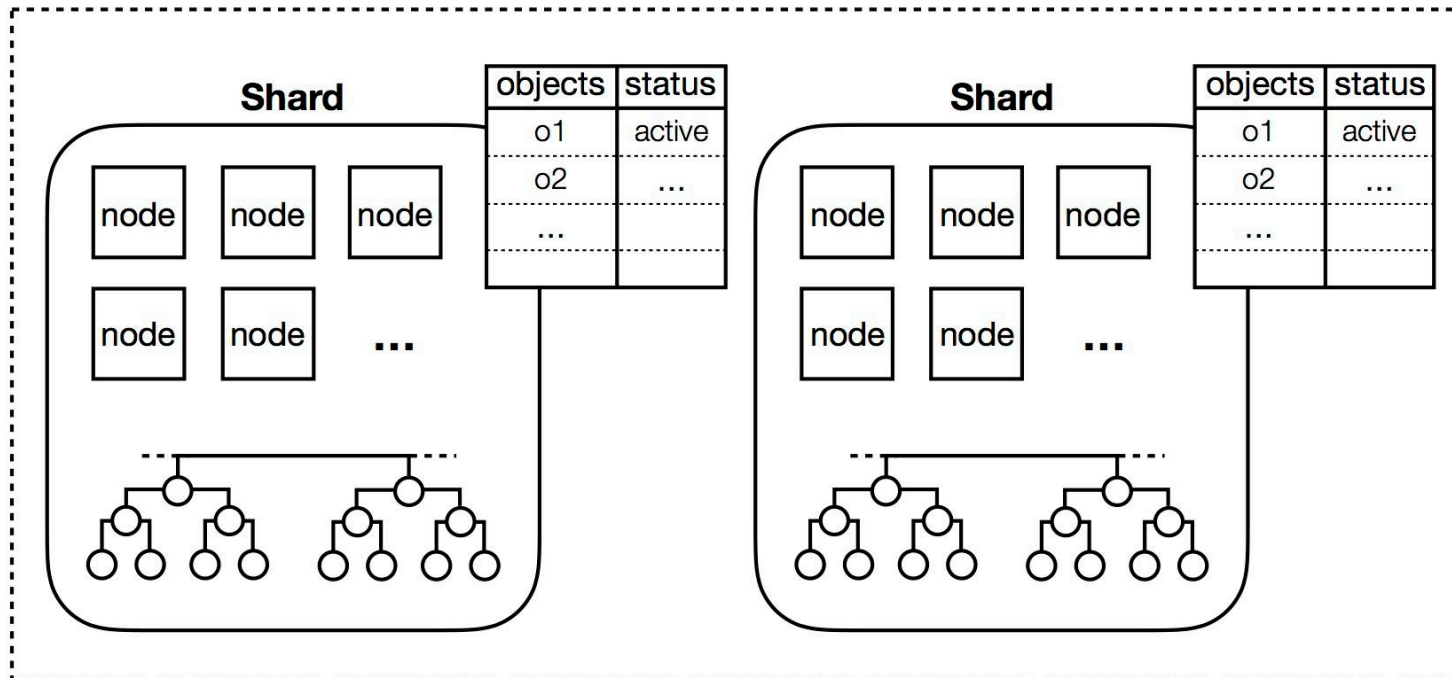 Shard
objects status
o1 active
o2 ...
...
node node node
node node ...
Shard
objects status
o1 active
o2 ...
...
node node node
node node ...